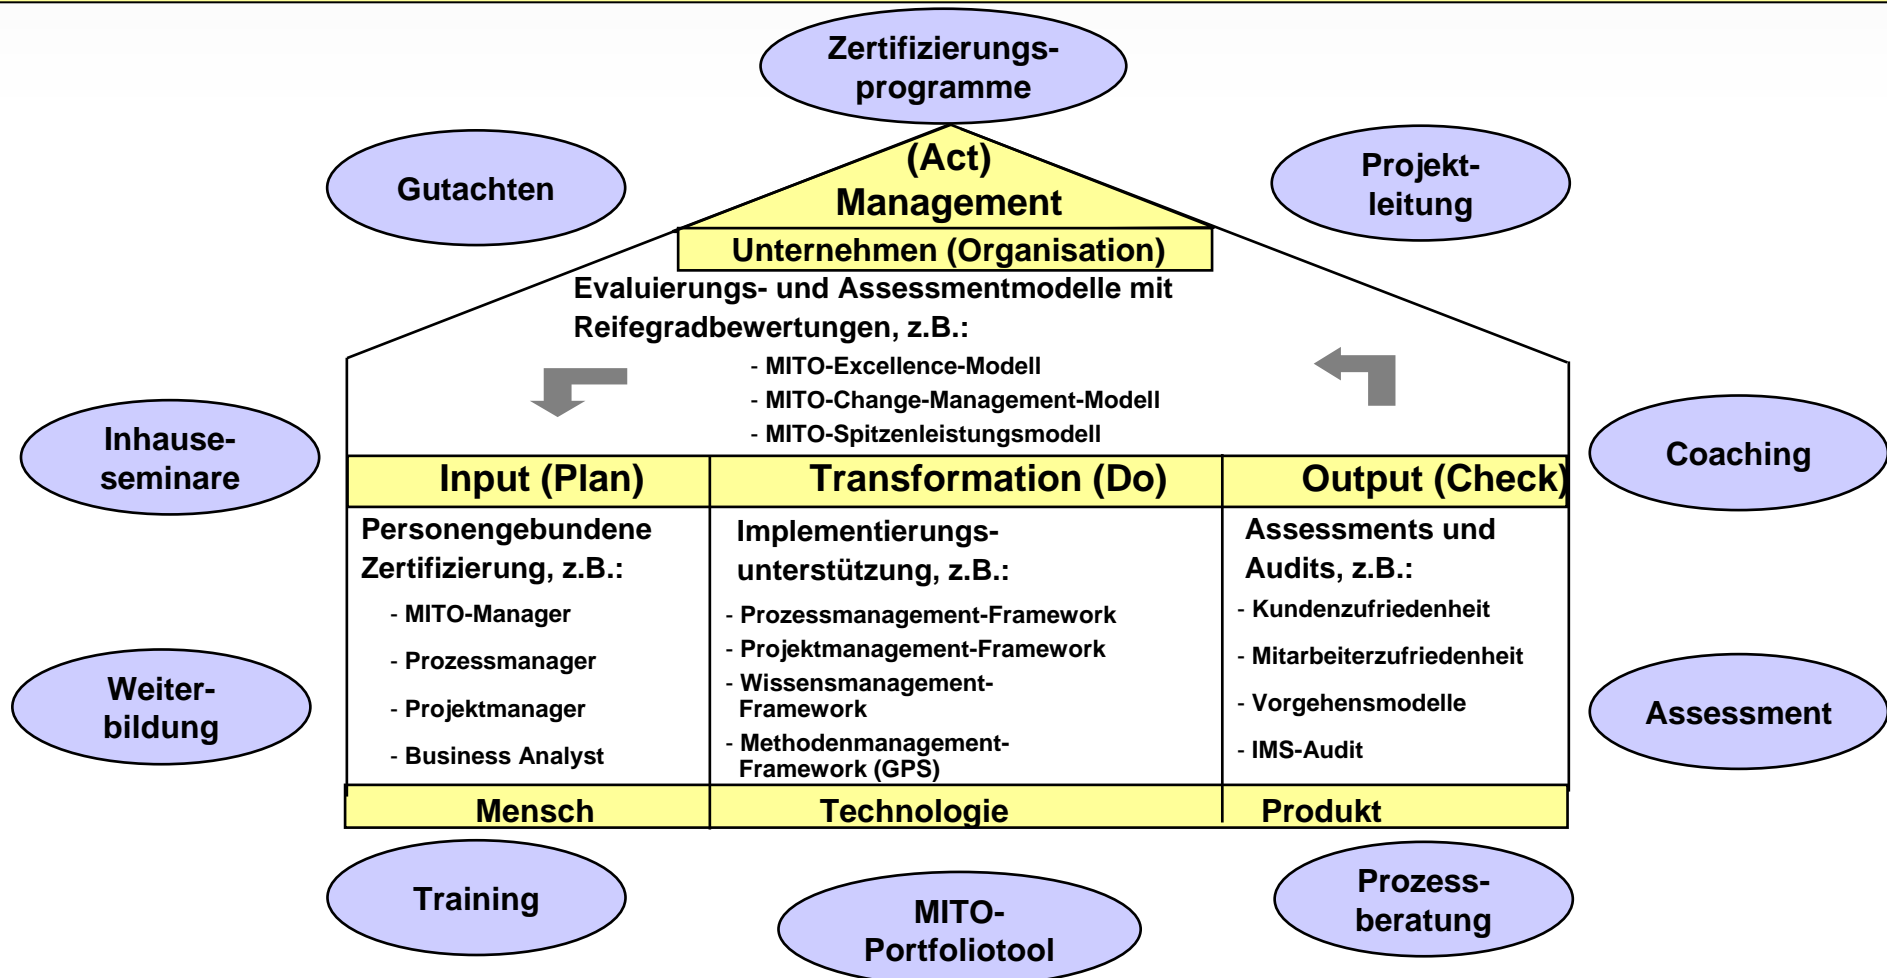 Zertifizierungs-
programme
Gutachten
Projekt-
leitung
(Act)
Management
Unternehmen (Organisation)
Evaluierungs- und Assessmentmodelle mit
Reifegradbewertungen, z.B.:
- MITO-Excellence-Modell
- MITO-Change-Management-Modell
- MITO-Spitzenleistungsmodell
Inhause-
seminare
Coaching
Input (Plan)
Transformation (Do)
Output (Check)
Personengebundene
Zertifizierung, z.B.:
- MITO-Manager
- Prozessmanager
- Projektmanager
- Business Analyst
Implementierungs-
unterstützung, z.B.:
- Prozessmanagement-Framework
- Projektmanagement-Framework
- Wissensmanagement-
Framework
- Methodenmanagement-
Framework (GPS)
Assessments und
Audits, z.B.:
- Kundenzufriedenheit
- Mitarbeiterzufriedenheit
- Vorgehensmodelle
- IMS-Audit
Weiter-
bildung
Assessment
Mensch
Technologie
Produkt
Training
MITO-
Portfoliotool
Prozess-
beratung